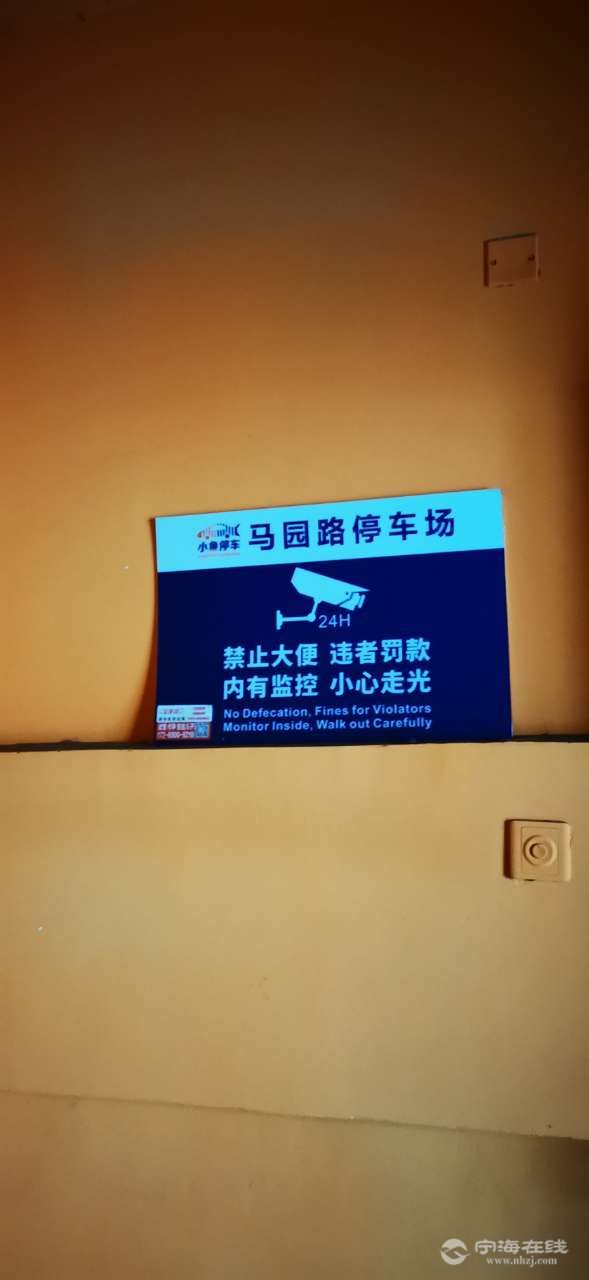 小鱼停车
马园路停车场
24H
禁止大便 违者罚款
内有监控 小心走光
No Defecation, Fines for Violators
Monitor Inside, Walk out Carefully
宁海在线
www.nhzj.com